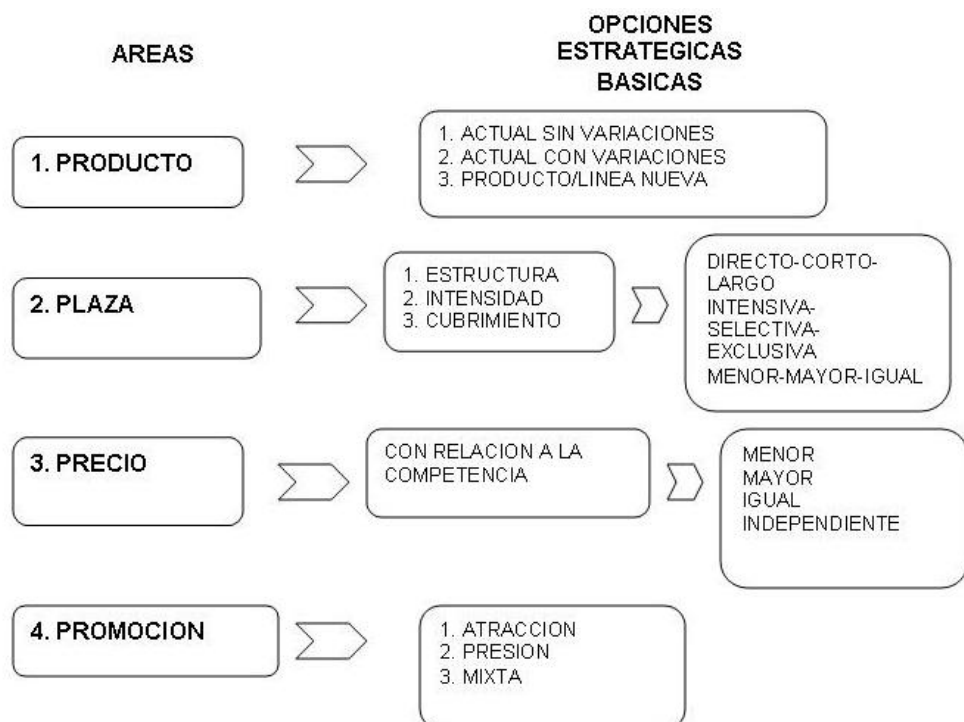 AREAS
OPCIONES
ESTRATEGICAS
BASICAS
1. PRODUCTO
1. ACTUAL SIN VARIACIONES
2. ACTUAL CON VARIACIONES
3. PRODUCTO/LINEA NUEVA
2. PLAZA
1. ESTRUCTURA
2. INTENSIDAD
3. CUBRIMIENTO
DIRECTO-CORTO-
LARGO
INTENSIVA-
SELECTIVA-
EXCLUSIVA
MENOR-MAYOR-IGUAL
3. PRECIO
CON RELACION A LA
COMPETENCIA
MENOR
MAYOR
IGUAL
INDEPENDIENTE
4. PROMOCION
1. ATRACCION
2. PRESION
3. MIXTA